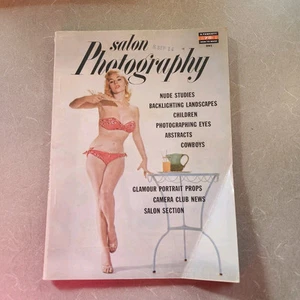 salon
Photography
NUDE STUDIES
BACKLIGHTING LANDSCAPES
CHILDREN
PHOTOGRAPHING EYES
ABSTRACTS
COWBOYS
GLAMOUR PORTRAIT PROPS
CAMERA CLUB NEWS
SALON SECTION